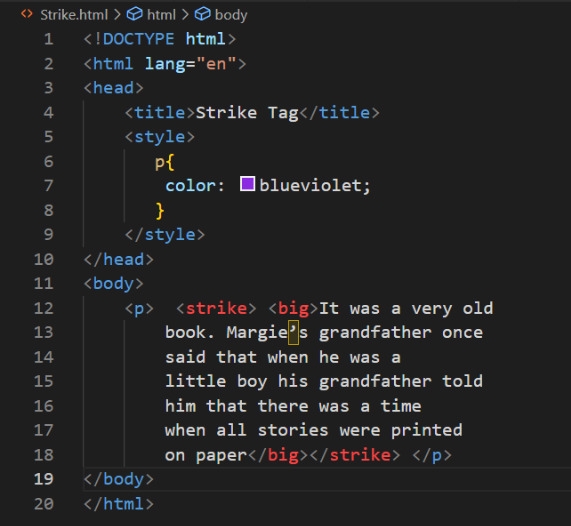 Strike.html > html > body
1 <!DOCTYPE html>
2 <html lang="en">
3 <head>
4 <title>Strike Tag</title>
5 <style>
6 p{
7 color: blueviolet;
8 }
9 </style>
10 </head>
11 <body>
12 <p>  <strike> <big>It was a very old
13 book. Margie’s grandfather once
14 said that when he was a
15 little boy his grandfather told
16 him that there was a time
17 when all stories were printed
18 on paper</big></strike> </p>
19 </body>
20 </html>